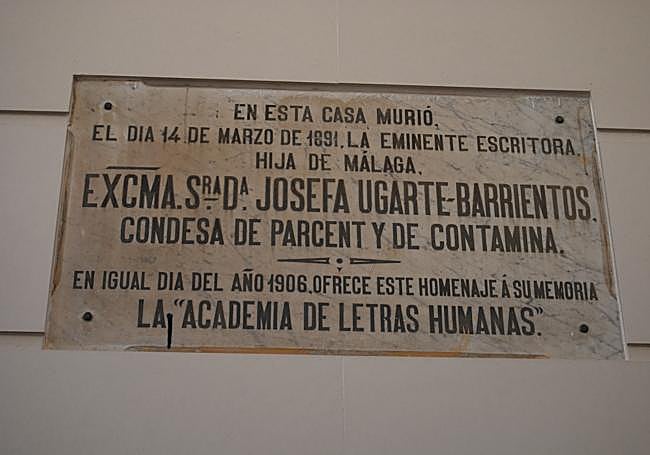 EN ESTA CASA MURIÓ,
EL DIA 14 DE MARZO DE 1891, LA EMINENTE ESCRITORA,
HIJA DE MÁLAGA,
EXCMA. SRA. Dª. JOSEFA UGARTE-BARRIENTOS,
CONDESA DE PARCENT Y DE CONTAMINA.
EN IGUAL DIA DEL AÑO 1906, OFRECE ESTE HOMENAJE Á SU MEMORIA
LA "ACADEMIA DE LETRAS HUMANAS".